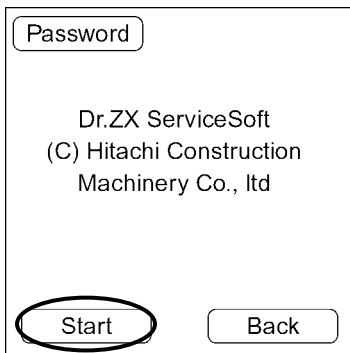 Password
Dr.ZX ServiceSoft
(C) Hitachi Construction
Machinery Co., ltd
Start
Back